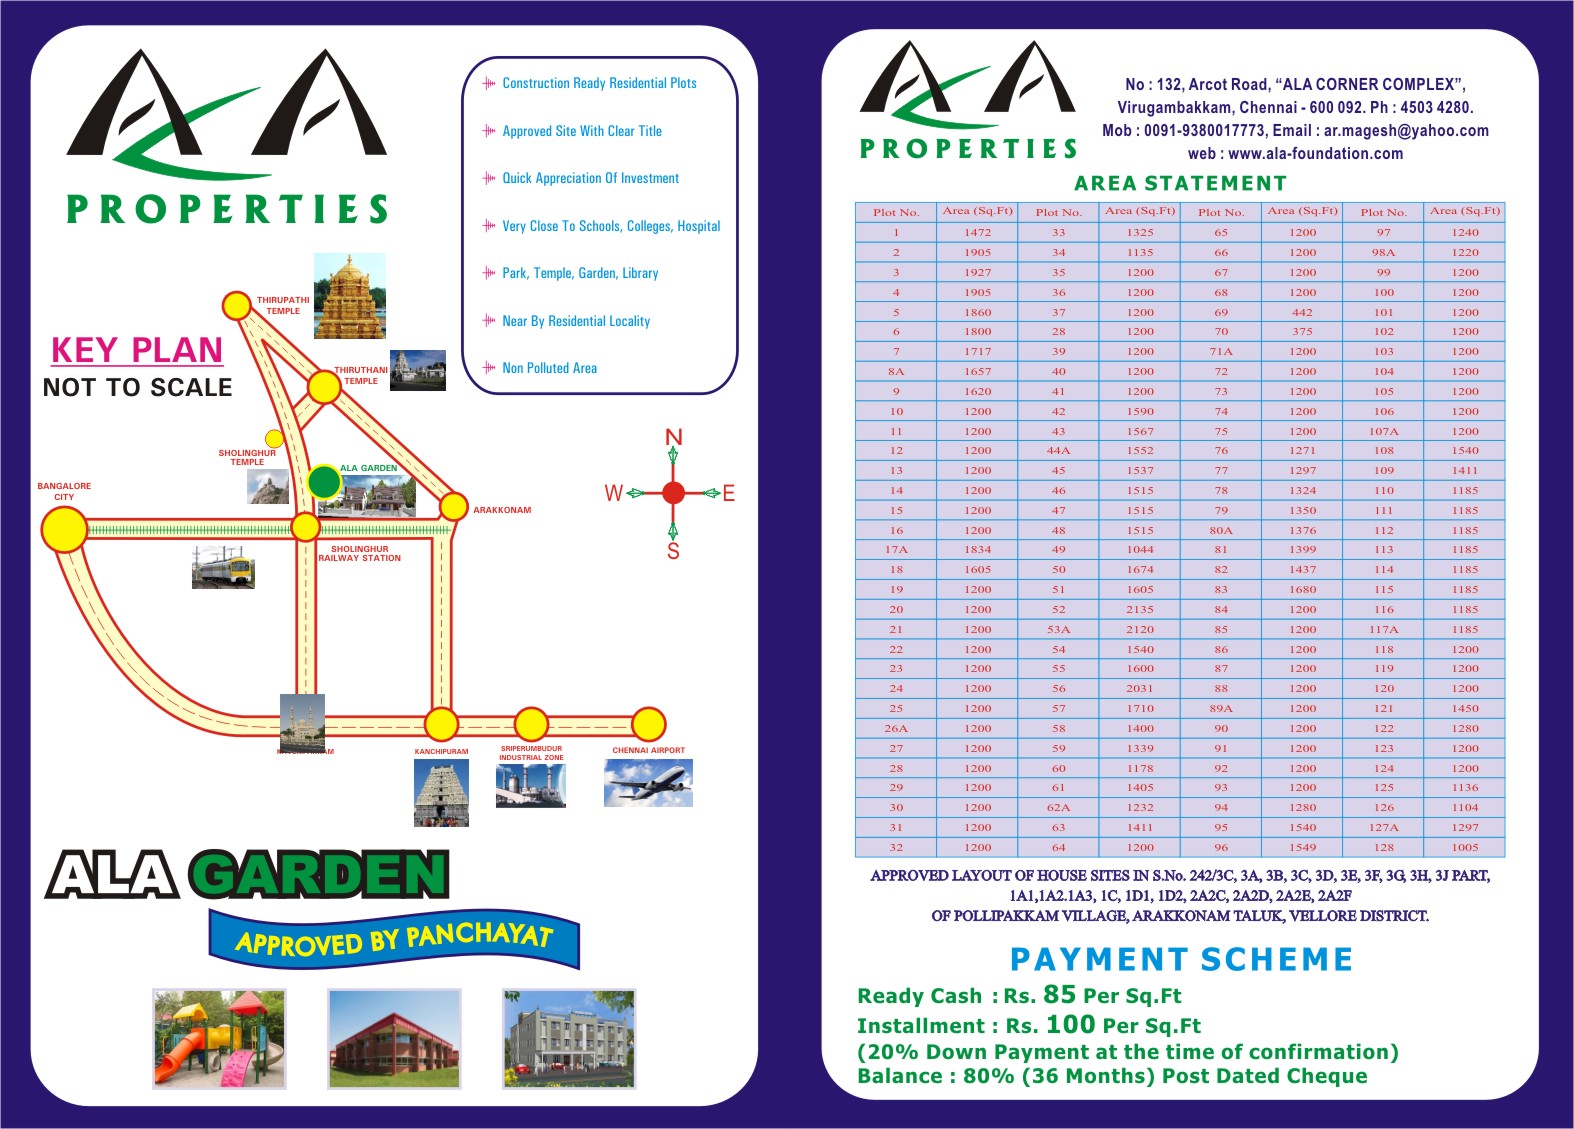 PROPERTIES
Construction Ready Residential Plots
Approved Site With Clear Title
Quick Appreciation Of Investment
Very Close To Schools, Colleges, Hospital
Park, Temple, Garden, Library
Near By Residential Locality
Non Polluted Area
KEY PLAN
NOT TO SCALE
THIRUPATHI
TEMPLE
THIRUTHANI
TEMPLE
SHOLINGHUR
TEMPLE
ALA GARDEN
BANGALORE
CITY
ARAKKONAM
SHOLINGHUR
RAILWAY STATION
N
W E
S
KANCHIPURAM
SRIPERUMBUDUR
INDUSTRIAL ZONE
CHENNAI AIRPORT
ALA GARDEN
APPROVED BY PANCHAYAT
PROPERTIES
No : 132, Arcot Road, “ALA CORNER COMPLEX”,
Virugambakkam, Chennai - 600 092. Ph : 4503 4280.
Mob : 0091-9380017773, Email : ar.magesh@yahoo.com
web : www.ala-foundation.com
AREA STATEMENT
Plot No. Area (Sq.Ft) Plot No. Area (Sq.Ft) Plot No. Area (Sq.Ft) Plot No. Area (Sq.Ft)
1 1472 33 1325 65 1200 97 1240
2 1905 34 1135 66 1200 98A 1220
3 1927 35 1200 67 1200 99 1200
4 1905 36 1200 68 1200 100 1200
5 1860 37 1200 69 442 101 1200
6 1800 28 1200 70 375 102 1200
7 1717 39 1200 71A 1200 103 1200
8A 1657 40 1200 72 1200 104 1200
9 1620 41 1200 73 1200 105 1200
10 1200 42 1590 74 1200 106 1200
11 1200 43 1567 75 1200 107A 1200
12 1200 44A 1552 76 1271 108 1540
13 1200 45 1537 77 1297 109 1411
14 1200 46 1515 78 1324 110 1185
15 1200 47 1515 79 1350 111 1185
16 1200 48 1515 80A 1376 112 1185
17A 1834 49 1044 81 1399 113 1185
18 1605 50 1674 82 1437 114 1185
19 1200 51 1605 83 1680 115 1185
20 1200 52 2135 84 1200 116 1185
21 1200 53A 2120 85 1200 117A 1185
22 1200 54 1540 86 1200 118 1200
23 1200 55 1600 87 1200 119 1200
24 1200 56 2031 88 1200 120 1200
25 1200 57 1710 89A 1200 121 1450
26A 1200 58 1400 90 1200 122 1280
27 1200 59 1339 91 1200 123 1200
28 1200 60 1178 92 1200 124 1200
29 1200 61 1405 93 1200 125 1136
30 1200 62A 1232 94 1280 126 1104
31 1200 63 1411 95 1540 127A 1297
32 1200 64 1200 96 1549 128 1005
APPROVED LAYOUT OF HOUSE SITES IN S.No. 242/3C, 3A, 3B, 3C, 3D, 3E, 3F, 3G, 3H, 3J PART,
1A1,1A2.1A3, 1C, 1D1, 1D2, 2A2C, 2A2D, 2A2E, 2A2F
OF POLLIPAKKAM VILLAGE, ARAKKONAM TALUK, VELLORE DISTRICT.
PAYMENT SCHEME
Ready Cash : Rs. 85 Per Sq.Ft
Installment : Rs. 100 Per Sq.Ft
(20% Down Payment at the time of confirmation)
Balance : 80% (36 Months) Post Dated Cheque